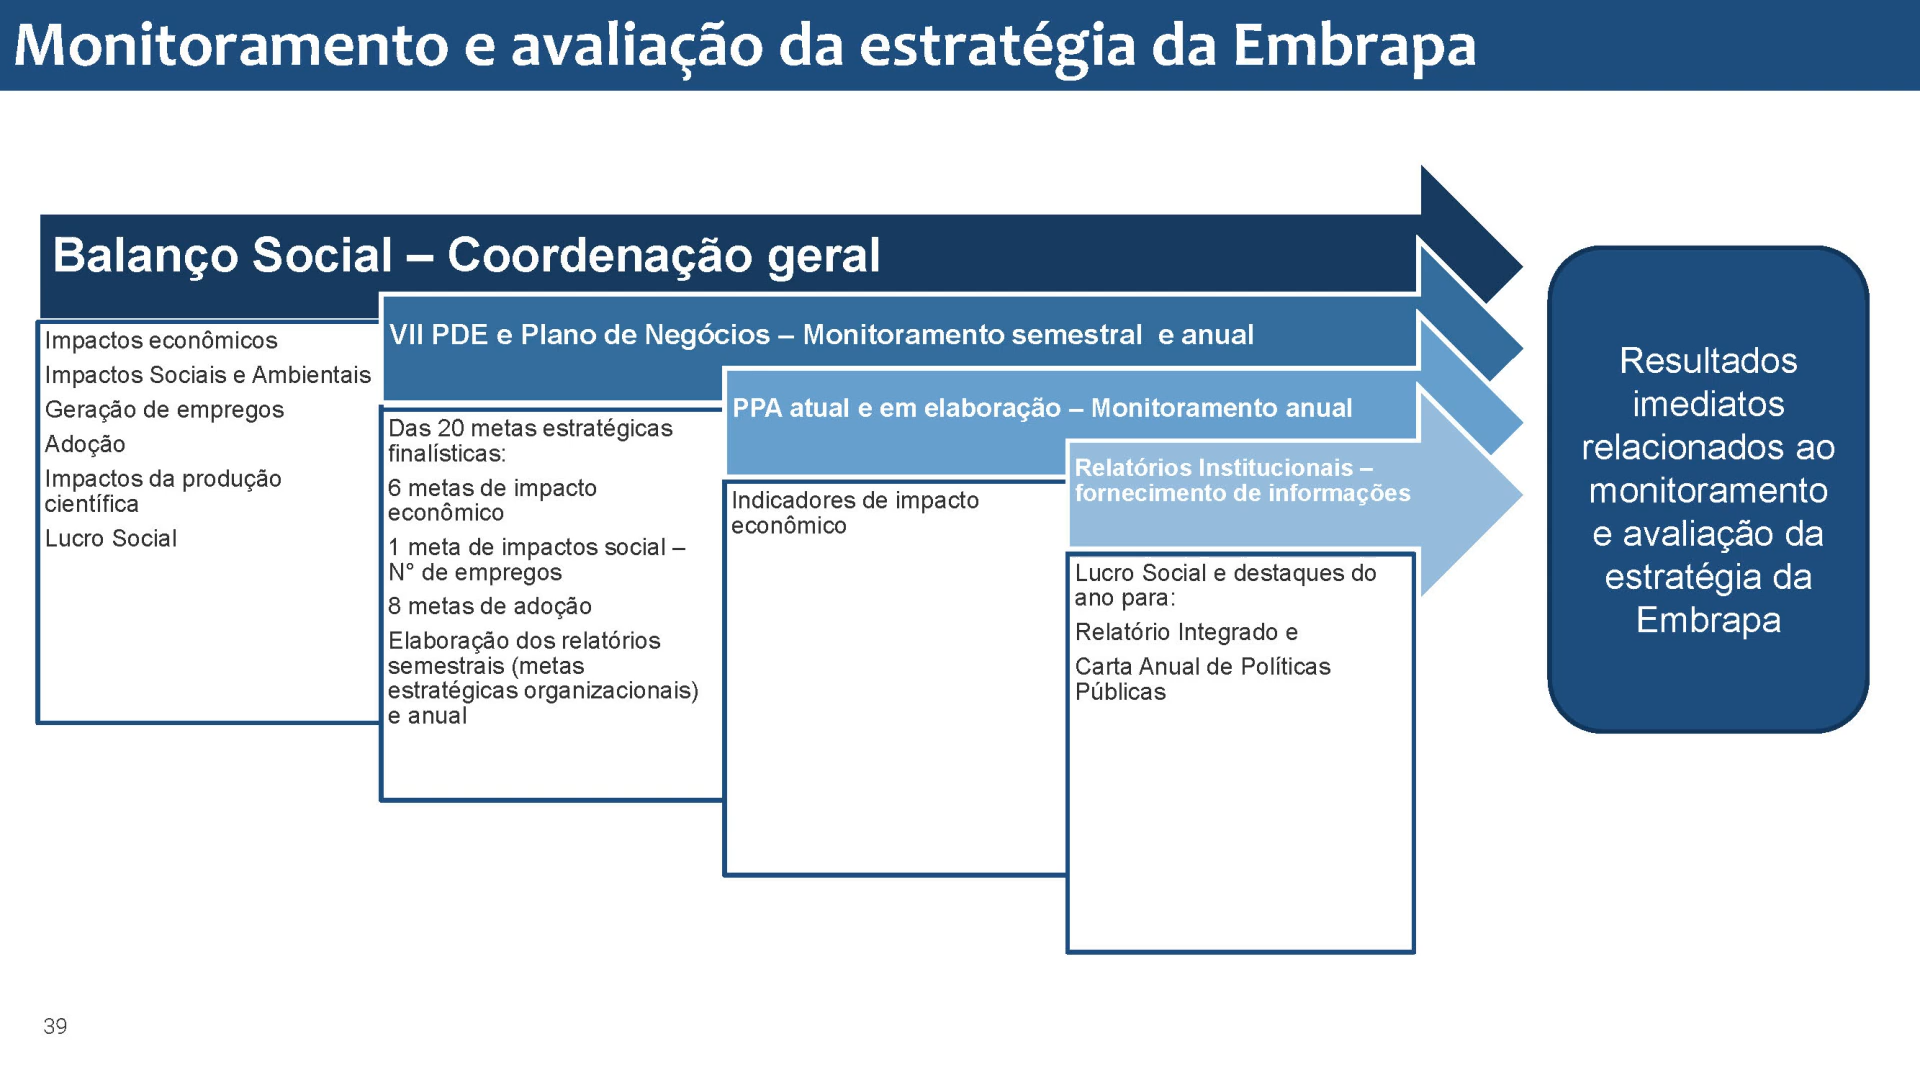 Monitoramento e avaliação da estratégia da Embrapa
Balanço Social – Coordenação geral
Impactos econômicos
Impactos Sociais e Ambientais
Geração de empregos
Adoção
Impactos da produção
científica
Lucro Social
VII PDE e Plano de Negócios – Monitoramento semestral e anual
Das 20 metas estratégicas
finalísticas:
6 metas de impacto
econômico
1 meta de impactos social –
N° de empregos
8 metas de adoção
Elaboração dos relatórios
semestrais (metas
estratégicas organizacionais)
e anual
PPA atual e em elaboração – Monitoramento anual
Indicadores de impacto
econômico
Relatórios Institucionais –
fornecimento de informações
Lucro Social e destaques do
ano para:
Relatório Integrado e
Carta Anual de Políticas
Públicas
Resultados
imediatos
relacionados ao
monitoramento
e avaliação da
estratégia da
Embrapa
39